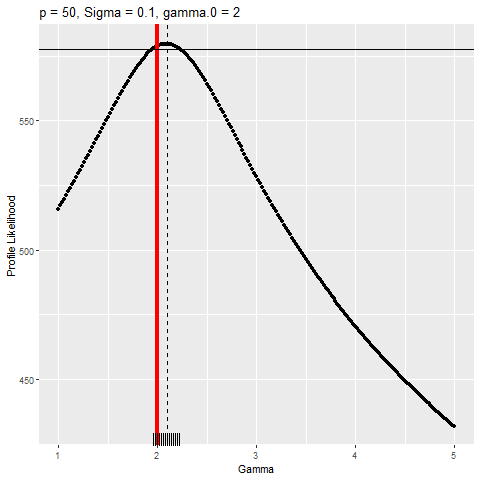 p = 50, Sigma = 0.1, gamma.0 = 2
Profile Likelihood
550
500
450
1 2 3 4 5
Gamma